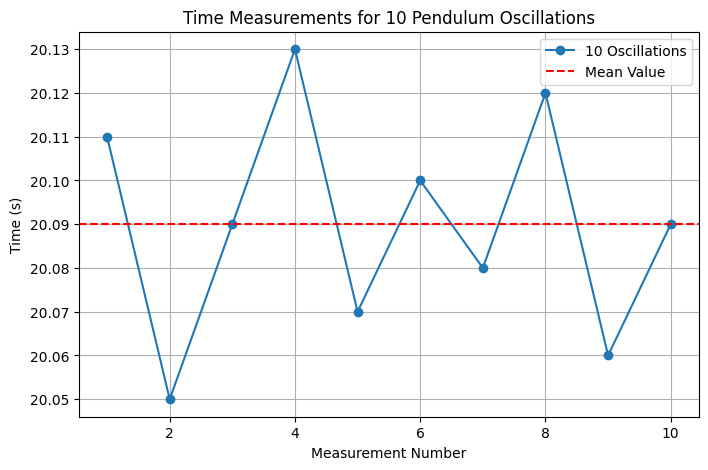 Time Measurements for 10 Pendulum Oscillations
10 Oscillations
Mean Value
20.13
20.12
20.11
20.10
20.09
20.08
20.07
20.06
20.05
Time (s)
2
4
6
8
10
Measurement Number